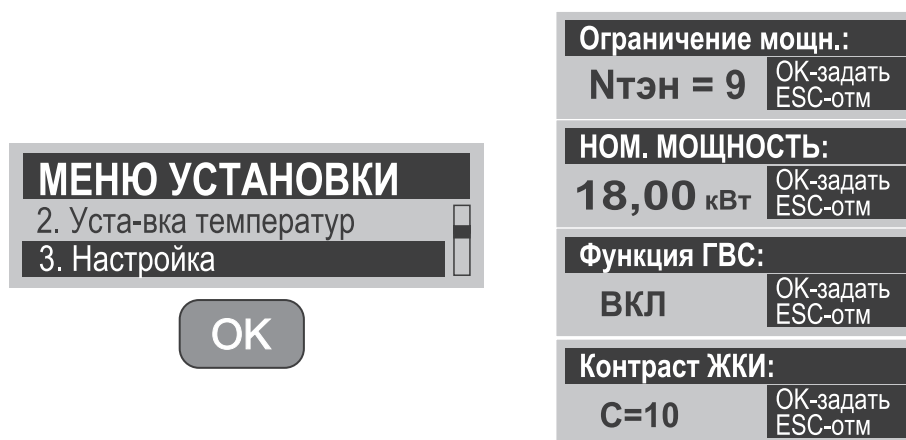 МЕНЮ УСТАНОВКИ
2. Уста-вка температур
3. Настройка
OK
Ограничение мощн.:
Nтэн = 9
OK-задать
ESC-отм
НОМ. МОЩНОСТЬ:
18,00 кВт
OK-задать
ESC-отм
Функция ГВС:
ВКЛ
OK-задать
ESC-отм
Контраст ЖКИ:
C=10
OK-задать
ESC-отм